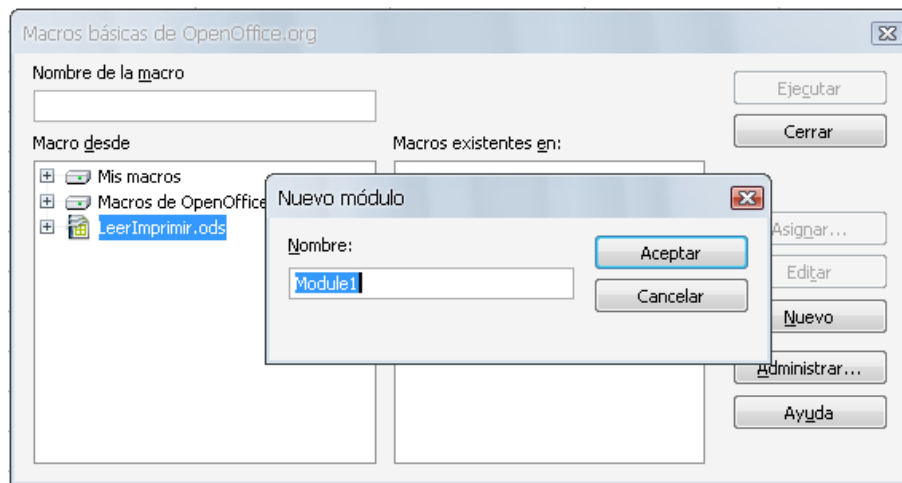 Macros básicas de OpenOffice.org
Nombre de la macro
Ejecutar
Cerrar
Macro desde
Macros existentes en:
Mis macros
Macros de OpenOffice
LeerImprimir.ods
Nuevo módulo
Nombre:
Module1
Aceptar
Cancelar
Asignar...
Editar
Nuevo
Administrar...
Ayuda